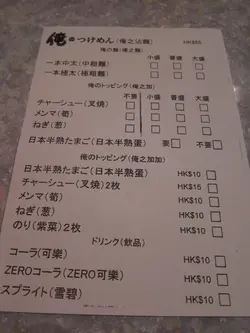 俺のつけめん(俺之沾麵) HK$88
俺の麵(俺之麵) 小盛 普盛 大盛
一本中太(中粗麵) □ □ □
一本極太(極粗麵) □ □ □
俺のトッピング(俺之加)
不要 小盛 普盛 大盛
チャーシュー(叉燒) □ □ □ □
メンマ(筍) □ □ □ □
ねぎ(葱) □ □ □ □
日本半熟たまご(日本半熟蛋) 要□ 不要□
俺のトッピング(俺之加加)
日本半熟たまご(日本半熟蛋) HK$10 □
チャーシュー(叉燒)2枚 HK$15 □
メンマ(筍) HK$10 □
ねぎ(葱) HK$10 □
のり(紫菜)2枚 HK$10 □
ドリンク(飲品)
コーラ(可樂) HK$10 □
ZEROコーラ(ZERO可樂) HK$10 □
スプライト(雪碧) HK$10 □